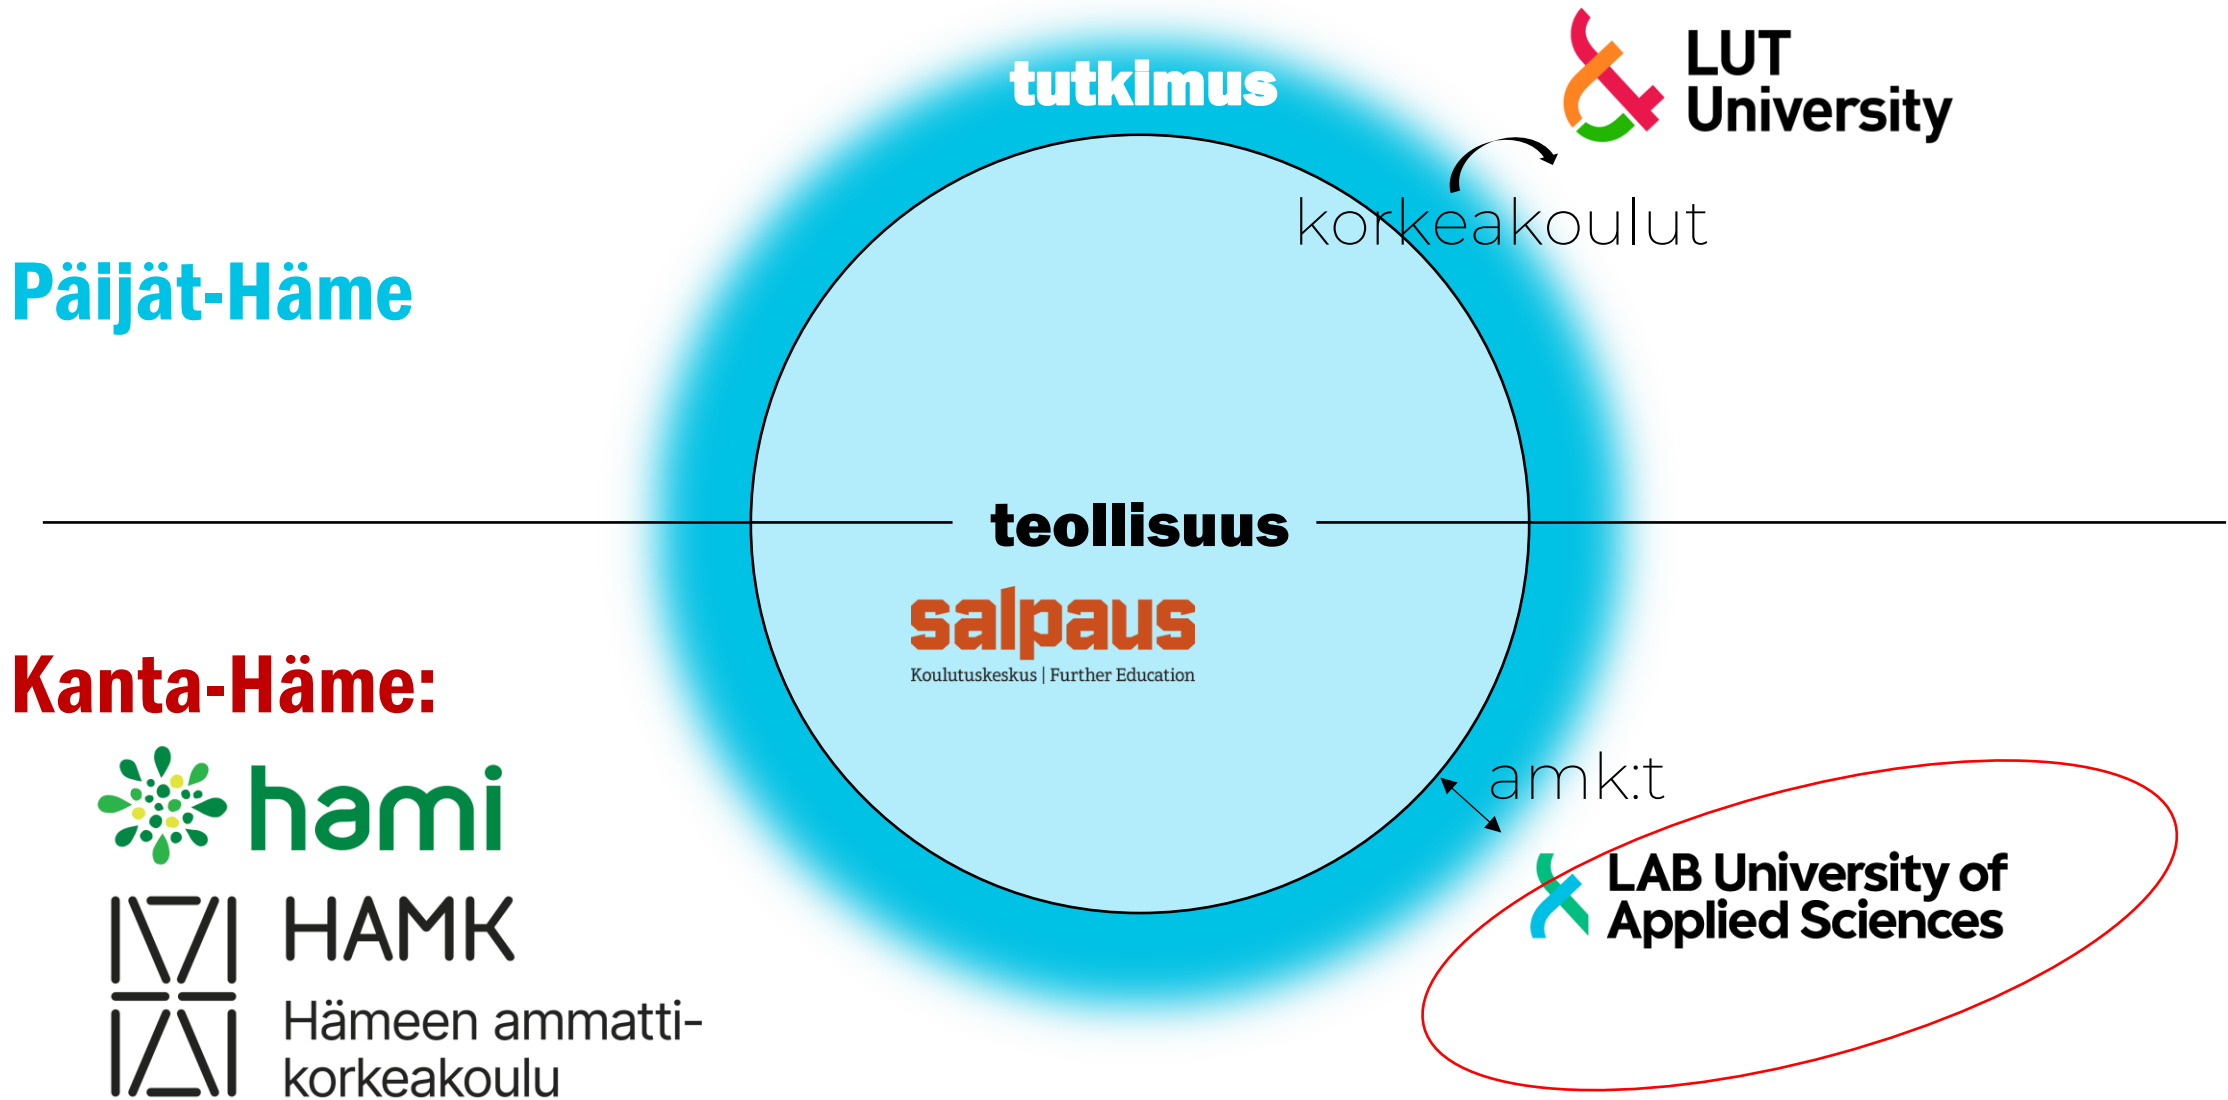 tutkimus
LUT
University
korkeakoulut
Päijät-Häme
teollisuus
salpaus
Koulutuskeskus | Further Education
Kanta-Häme:
hami
HAMK
Hämeen ammatti-
korkeakoulu
amk:t
LAB University of
Applied Sciences